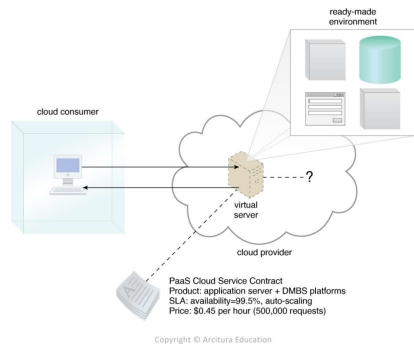 ready-made
environment
cloud consumer
?
virtual
server
cloud provider
PaaS Cloud Service Contract
Product: application server + DMBS platforms
SLA: availability=99.5%, auto-scaling
Price: $0.45 per hour (500,000 requests)
Copyright © Arcitura Education